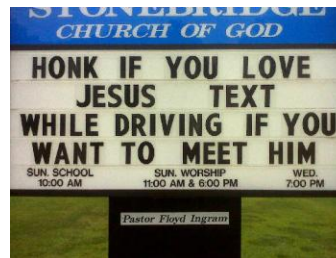 STONEBRIDGE
CHURCH OF GOD
HONK IF YOU LOVE
JESUS TEXT
WHILE DRIVING IF YOU
WANT TO MEET HIM
SUN. SCHOOL SUN. WORSHIP WED.
10:00 AM 11:00 AM & 6:00 PM 7:00 PM
Pastor Floyd Ingram